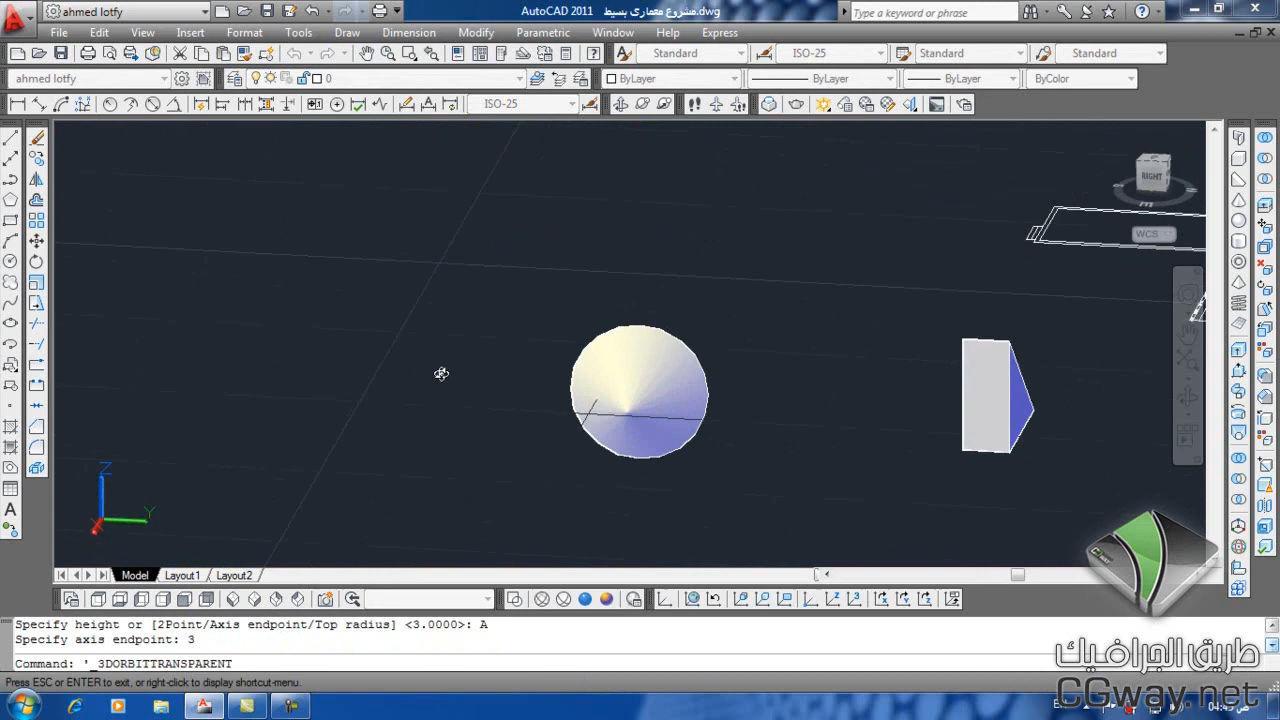 ahmed lotfy
AutoCAD 2011 مشروع معماري بسيط.dwg
Type a keyword or phrase
File Edit View Insert Format Tools Draw Dimension Modify Parametric Window Help Express
Standard ISO-25 Standard Standard
ahmed lotfy 0 ByLayer ByLayer ByLayer ByColor
ISO-25
RIGHT
WCS
Z
Y
X
A
Model Layout1 Layout2
Specify height or [2Point/Axis endpoint/Top radius] <3.0000>: A
Specify axis endpoint: 3
Command: '_3DORBITTRANSPARENT
Press ESC or ENTER to exit, or right-click to display shortcut-menu.
طريق الجرافيك
CGway.net